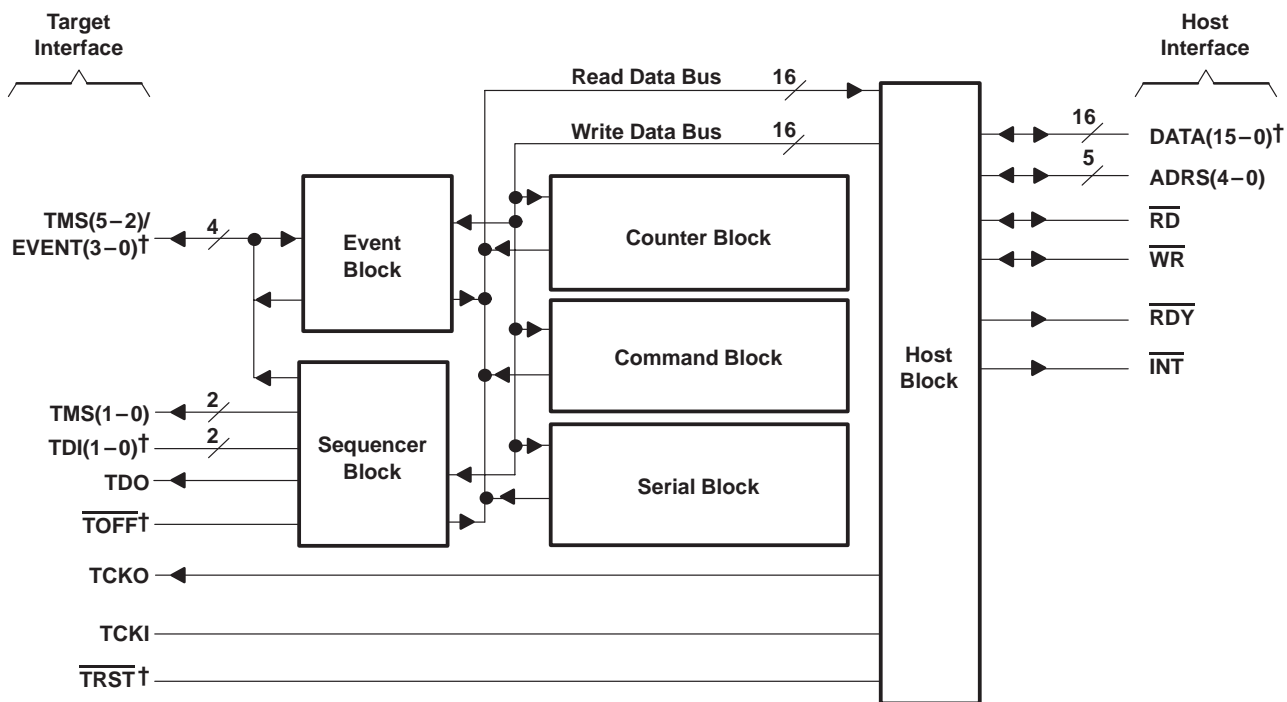 Target
Interface
Host
Interface
Read Data Bus
16
Write Data Bus
16
16
DATA(15–0)†
5
ADRS(4–0)
TMS(5–2)/
EVENT(3–0)†
4
Event
Block
Counter Block
RD
WR
RDY
Command Block
Host
Block
INT
TMS(1–0)
2
TDI(1–0)†
2
Sequencer
Block
TDO
Serial Block
TOFF†
TCKO
TCKI
TRST†